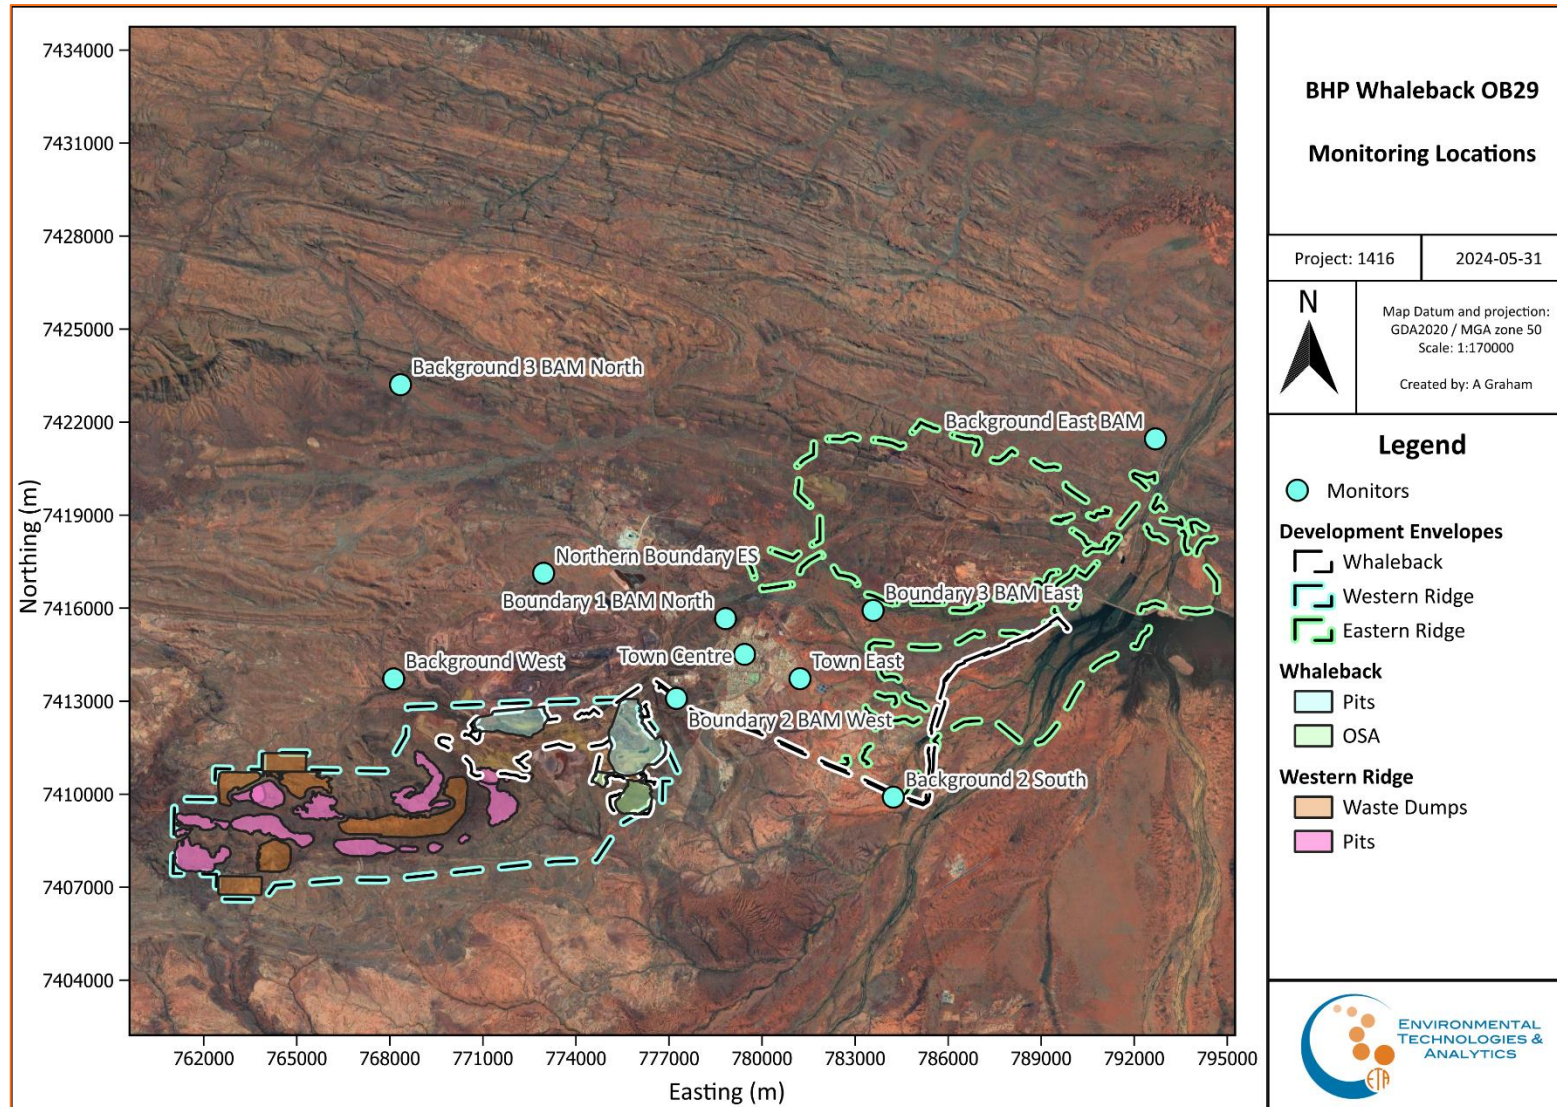 BHP Whaleback OB29
Monitoring Locations
Project: 1416
2024-05-31
N
Map Datum and projection:
GDA2020 / MGA zone 50
Scale: 1:170000
Created by: A Graham
Legend
Monitors
Development Envelopes
Whaleback
Western Ridge
Eastern Ridge
Whaleback
Pits
OSA
Western Ridge
Waste Dumps
Pits
ENVIRONMENTAL
TECHNOLOGIES &
ANALYTICS
ETA
Northing (m)
7434000
7431000
7428000
7425000
7422000
7419000
7416000
7413000
7410000
7407000
7404000
Background 3 BAM North
Background East BAM
Northern Boundary ES
Boundary 1 BAM North
Boundary 3 BAM East
Town Centre
Town East
Background West
Boundary 2 BAM West
Background 2 South
762000
765000
768000
771000
774000
777000
780000
783000
786000
789000
792000
795000
Easting (m)